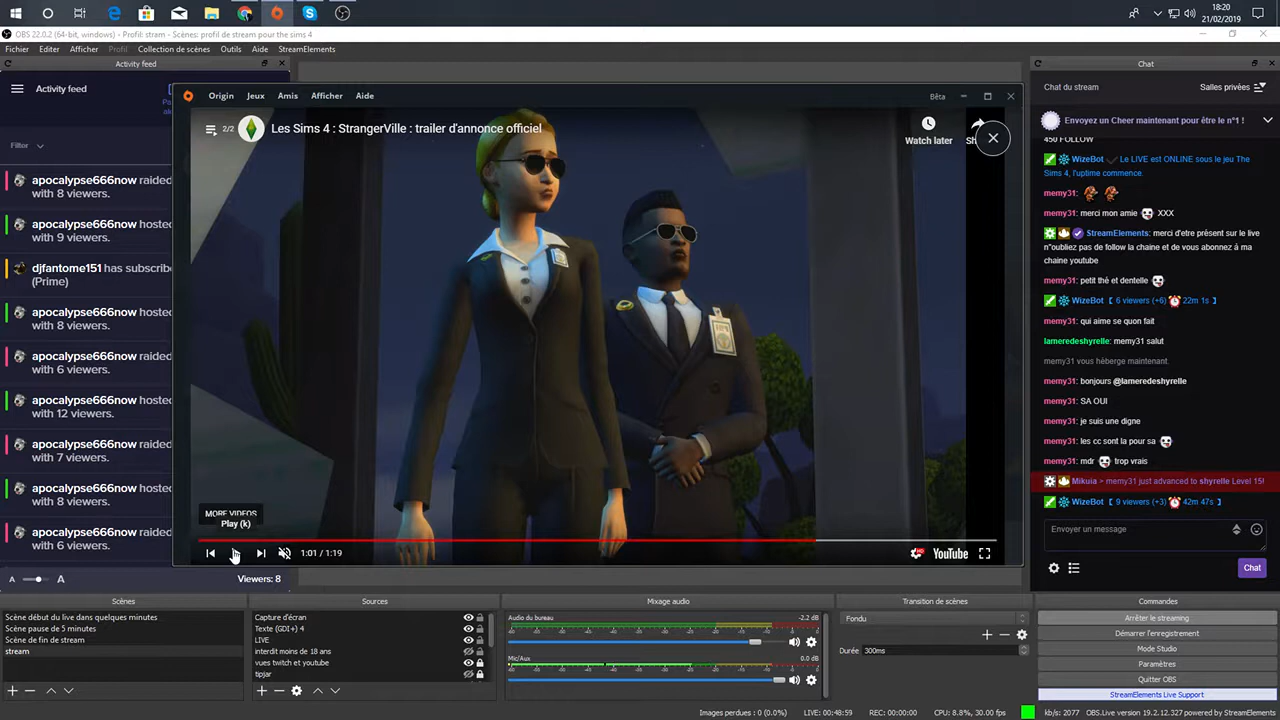 18:20
21/02/2019
OBS 22.0.2 (64-bit, windows) - Profil: stram - Scènes: profil de stream pour the sims 4
Fichier Editer Afficher Profil Collection de scènes Outils Aide StreamElements
Activity feed
Activity feed
Filtor
apocalypse666now raided
with 8 viewers.
apocalypse666now hosted
with 9 viewers.
djfantome151 has subscribe
(Prime)
apocalypse666now hosted
with 8 viewers.
apocalypse666now raided
with 6 viewers.
apocalypse666now hosted
with 12 viewers.
apocalypse666now raided
with 7 viewers.
apocalypse666now hosted
with 8 viewers.
apocalypse666now raided
with 6 viewers.
A A Viewers: 8
Origin Jeux Amis Afficher Aide Bêta
2/2 Les Sims 4 : StrangerVille : trailer d'annonce officiel
Watch later
MORE VIDEOS
Play (k)
1:01 / 1:19
HD YouTube
Chat
Chat du stream Salles privées
Envoyez un Cheer maintenant pour être le n°1 !
450 FOLLOW
WizeBot Le LIVE est ONLINE sous le jeu The
Sims 4, l'uptime commence.
memy31:
memy31: merci mon amie XXX
StreamElements: merci d'etre présent sur le live
n"oubliez pas de follow la chaine et de vous abonnez à ma
chaine youtube
memy31: petit thé et dentelle
WizeBot [ 6 viewers (+6) 22m 1s ]
memy31: qui aime se quon fait
lameredeshyrelle: memy31 salut
memy31 vous héberge maintenant.
memy31: bonjours @lameredeshyrelle
memy31: SA OUI
memy31: je suis une digne
memy31: les cc sont la pour sa
memy31: mdr trop vrais
Mikuia > memy31 just advanced to shyrelle Level 15!
WizeBot [ 9 viewers (+3) 42m 47s ]
Envoyer un message
Chat
Scènes
Scène début du live dans quelques minutes
Scène pause de 5 minutes
Scene de fin de stream
stream
Sources
Capture d'écran
Texte (GDI+) 4
LIVE
interdit moins de 18 ans
vues twitch et youtube
tipjar
Mixage audio
Audio du bureau -2.2 dB
Mic/Aux 0.0 dB
Transition de scènes
Fondu
Durée 300ms
Commandes
Arrêter le streaming
Démarrer l'enregistrement
Mode Studio
Paramètres
Quitter OBS
StreamElements Live Support
Images perdues : 0 (0.0%) LIVE: 00:48:59 REC: 00:00:00 CPU: 8.8%, 30.00 fps kb/s: 2077 OBS.Live version 19.2.12.327 powered by StreamElements